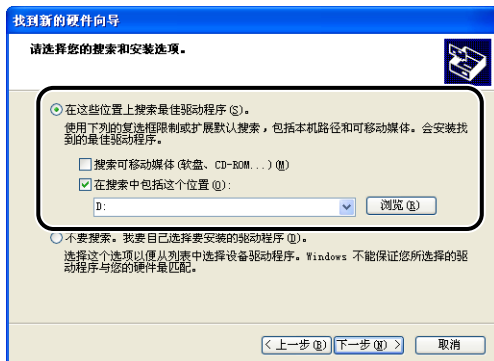 找到新的硬件向导
请选择您的搜索和安装选项。
在这些位置上搜索最佳驱动程序(S)。
使用下列的复选框限制或扩展默认搜索，包括本机路径和可移动媒体。会安装找
到的最佳驱动程序。
搜索可移动媒体(软盘、CD-ROM...)(M)
在搜索中包括这个位置(O):
D:
浏览(R)
不要搜索。我要自己选择要安装的驱动程序(D)。
选择这个选项以便从列表中选择设备驱动程序。Windows 不能保证您所选择的驱
动程序与您的硬件最匹配。
< 上一步(B) 下一步(N) > 取消